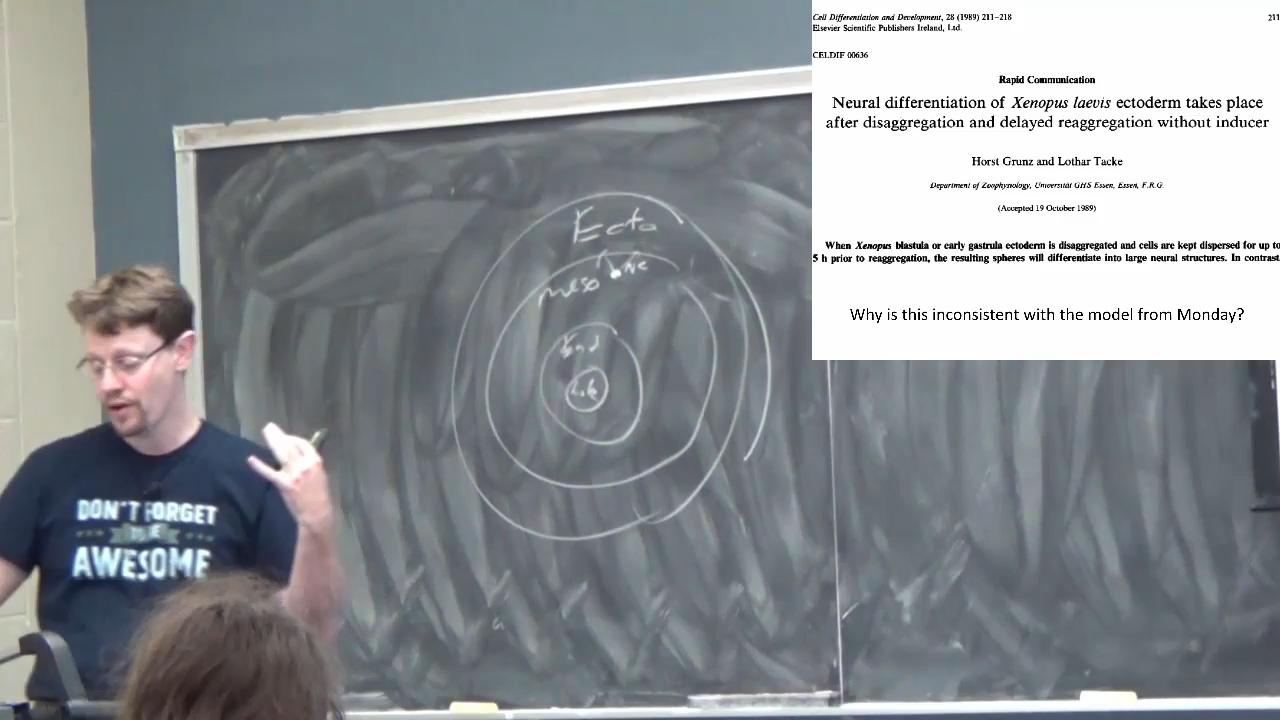 Cell Differentiation and Development, 28 (1989) 211–218
211
Elsevier Scientific Publishers Ireland, Ltd.
CELDIF 00636
Rapid Communication
Neural differentiation of Xenopus laevis ectoderm takes place
after disaggregation and delayed reaggregation without inducer
Horst Grunz and Lothar Tacke
Department of Zoophysiology, Universität GHS Essen, Essen, F.R.G.
(Accepted 19 October 1989)
When Xenopus blastula or early gastrula ectoderm is disaggregated and cells are kept dispersed for up to
5 h prior to reaggregation, the resulting spheres will differentiate into large neural structures. In contrast
Why is this inconsistent with the model from Monday?
Ecto
meso
End
DON'T FORGET
TO BE
AWESOME